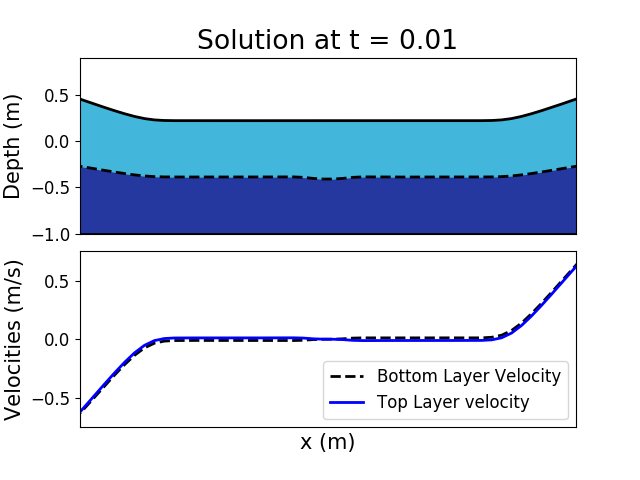 Solution at t = 0.01
Depth (m)
0.5
0.0
−0.5
−1.0
Velocities (m/s)
0.5
0.0
−0.5
Bottom Layer Velocity
Top Layer velocity
x (m)